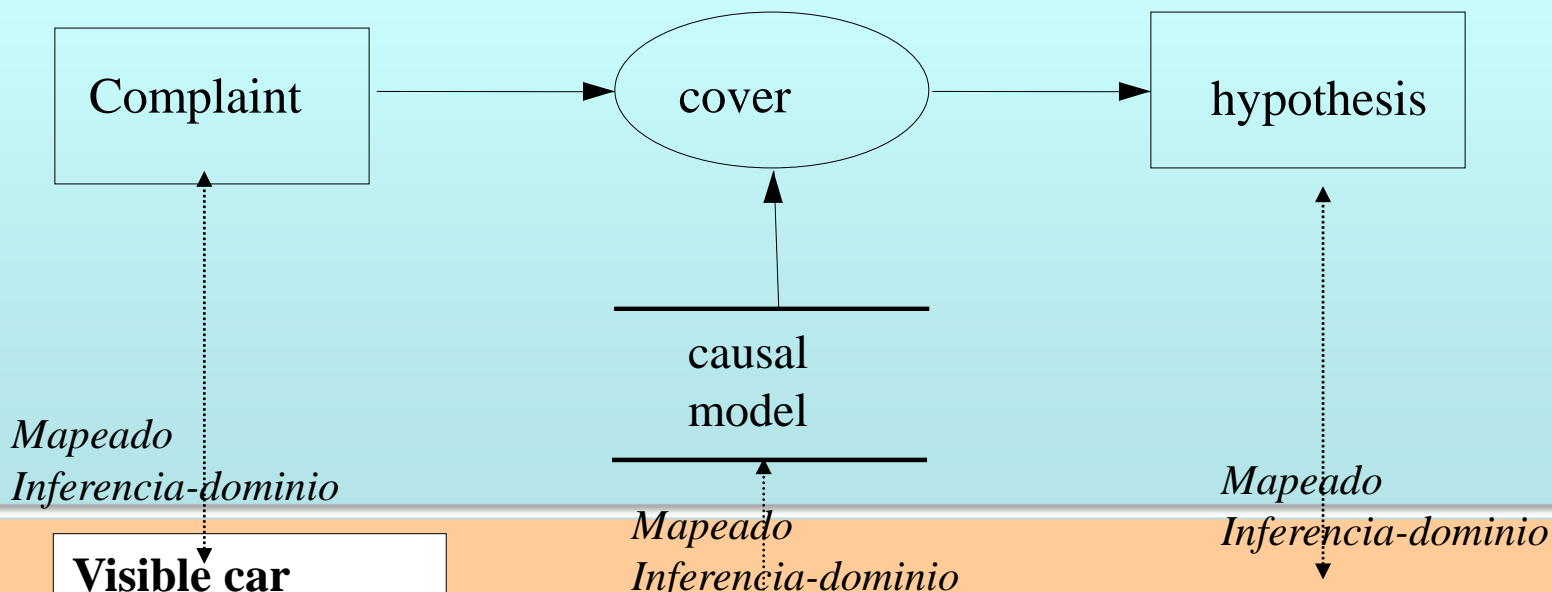 Complaint
cover
hypothesis
causal
model
Mapeado
Inferencia-dominio
Mapeado
Inferencia-dominio
Mapeado
Inferencia-dominio
Visible car